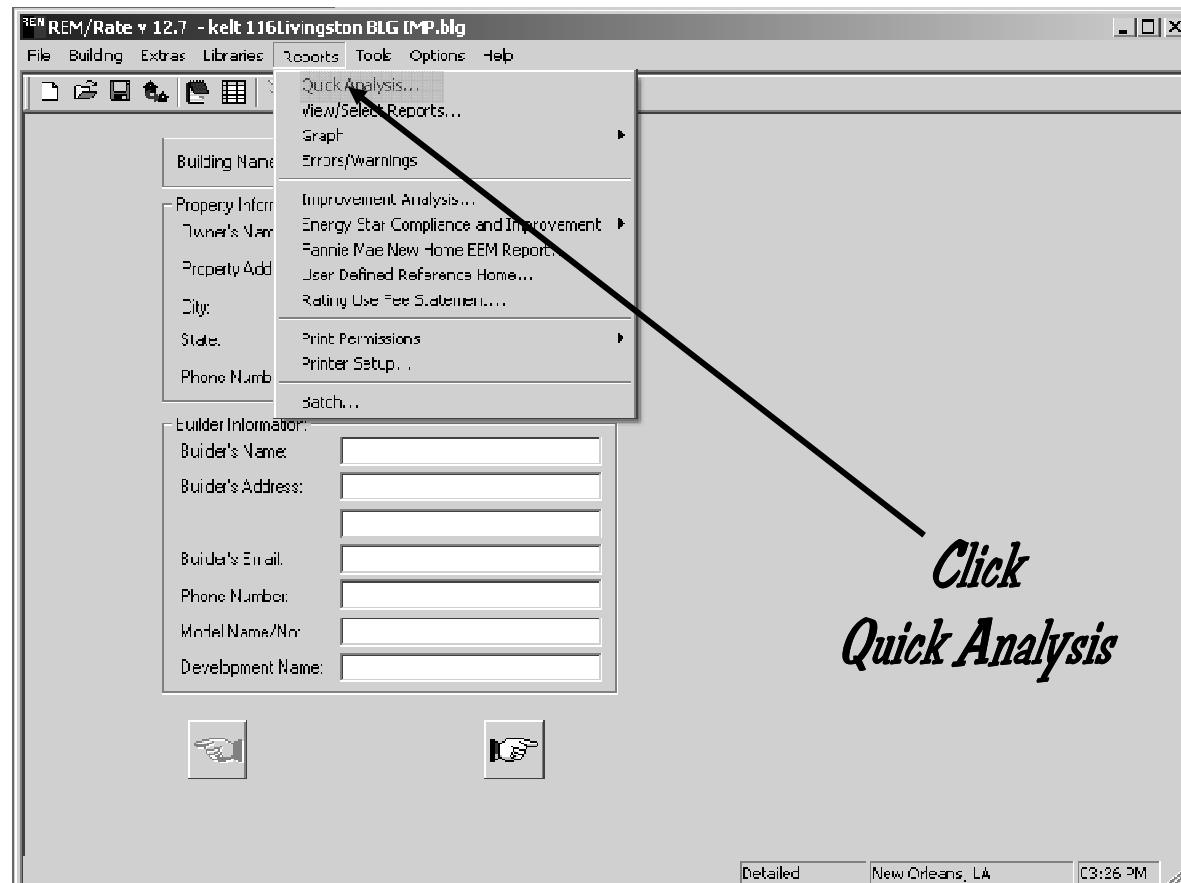 REM/Rate v 12.7 - kelt 116Livingston BLG IMP.blg
File Building Extras Libraries Reports Tools Options Help
Quick Analysis...
View/Select Reports...
Graph
Errors/Warnings
Improvement Analysis...
Energy Star Compliance and Improvement
Fannie Mae New Home EEM Report...
User Defined Reference Home...
Rating Use Fee Statement...
Print Permissions
Printer Setup...
Batch...
Building Name
Property Inform
Owner's Nam
Property Add
City:
State:
Phone Numb
Builder Information:
Builder's Name:
Builder's Address:
Builder's Email:
Phone Number:
Model Name/No:
Development Name:
Click
Quick Analysis
Detailed New Orleans, LA 03:26 PM